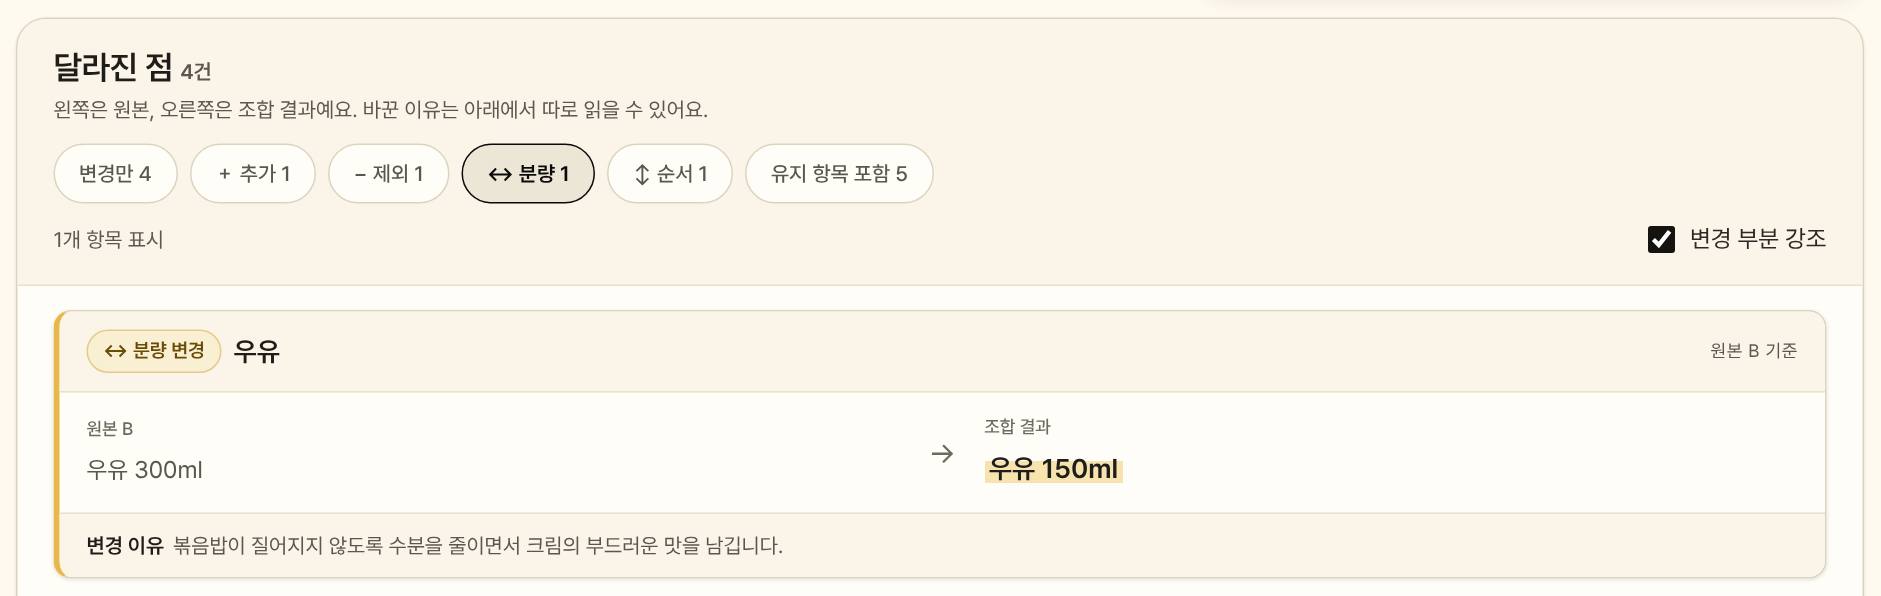 달라진 점 4건
왼쪽은 원본, 오른쪽은 조합 결과예요. 바꾼 이유는 아래에서 따로 읽을 수 있어요.
변경만 4 + 추가 1 − 제외 1 ↔ 분량 1 ↕ 순서 1 유지 항목 포함 5
1개 항목 표시 변경 부분 강조
↔ 분량 변경 우유 원본 B 기준
원본 B
우유 300ml
→
조합 결과
우유 150ml
변경 이유 볶음밥이 질어지지 않도록 수분을 줄이면서 크림의 부드러운 맛을 남깁니다.